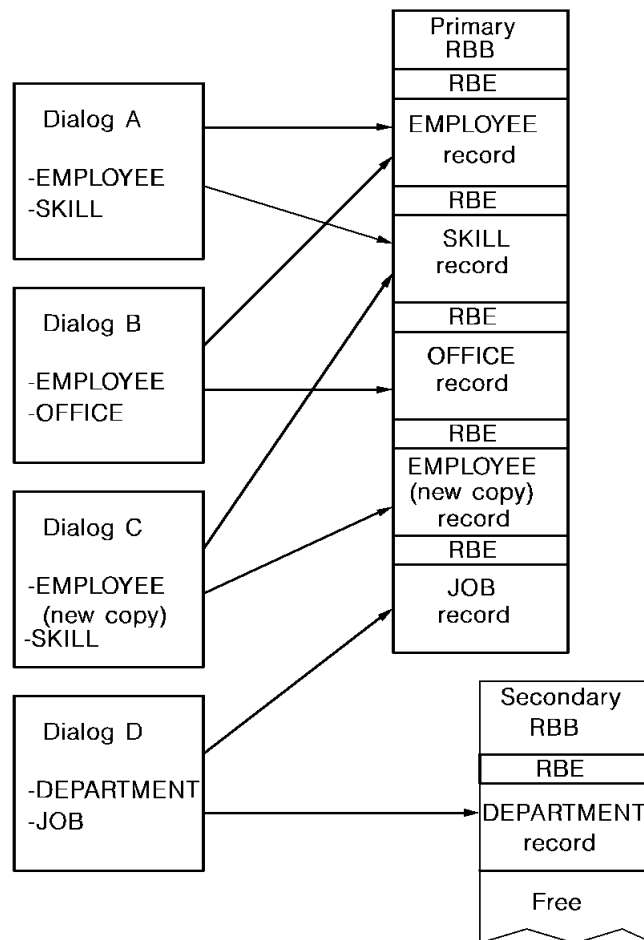 Dialog A
-EMPLOYEE
-SKILL
Dialog B
-EMPLOYEE
-OFFICE
Dialog C
-EMPLOYEE
(new copy)
-SKILL
Dialog D
-DEPARTMENT
-JOB
Primary
RBB
RBE
EMPLOYEE
record
RBE
SKILL
record
RBE
OFFICE
record
RBE
EMPLOYEE
(new copy)
record
RBE
JOB
record
Secondary
RBB
RBE
DEPARTMENT
record
Free